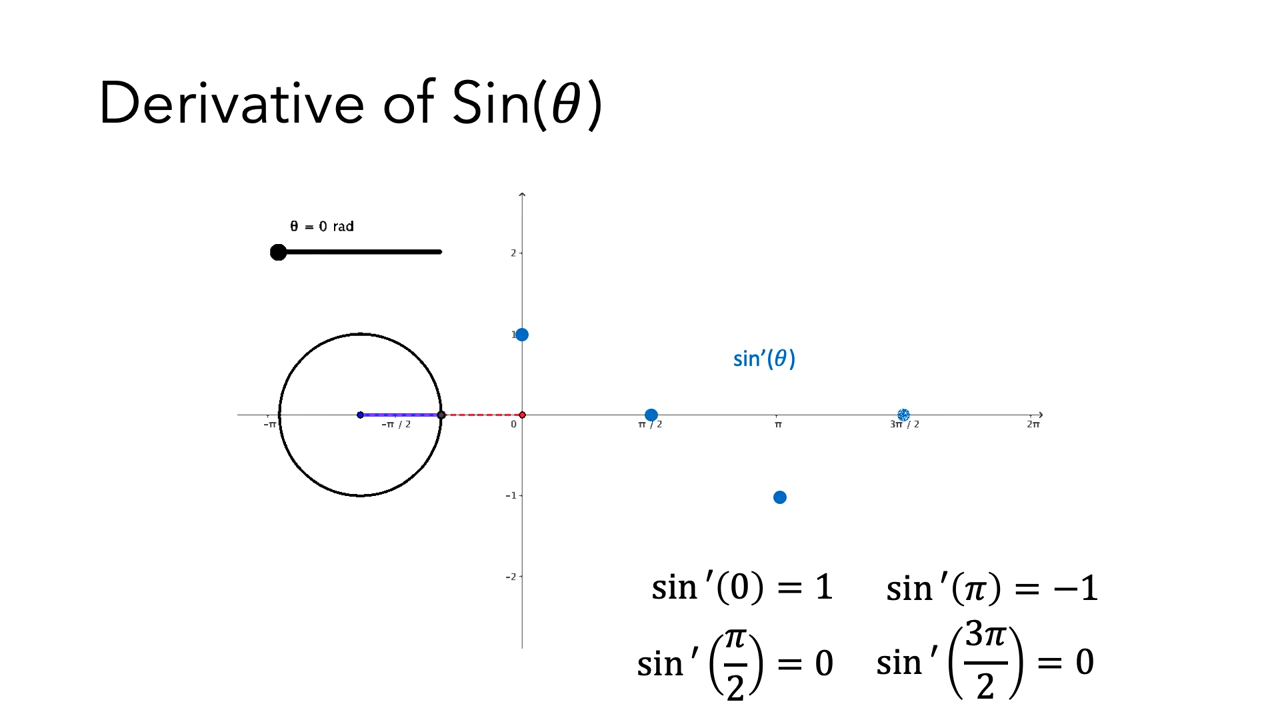 Derivative of Sin(θ)
θ = 0 rad
2
1
sin′(θ)
-π
-π / 2
0
π / 2
π
3π / 2
2π
-1
-2
sin′(0) = 1
sin′(π) = −1
sin′(π/2) = 0
sin′(3π/2) = 0